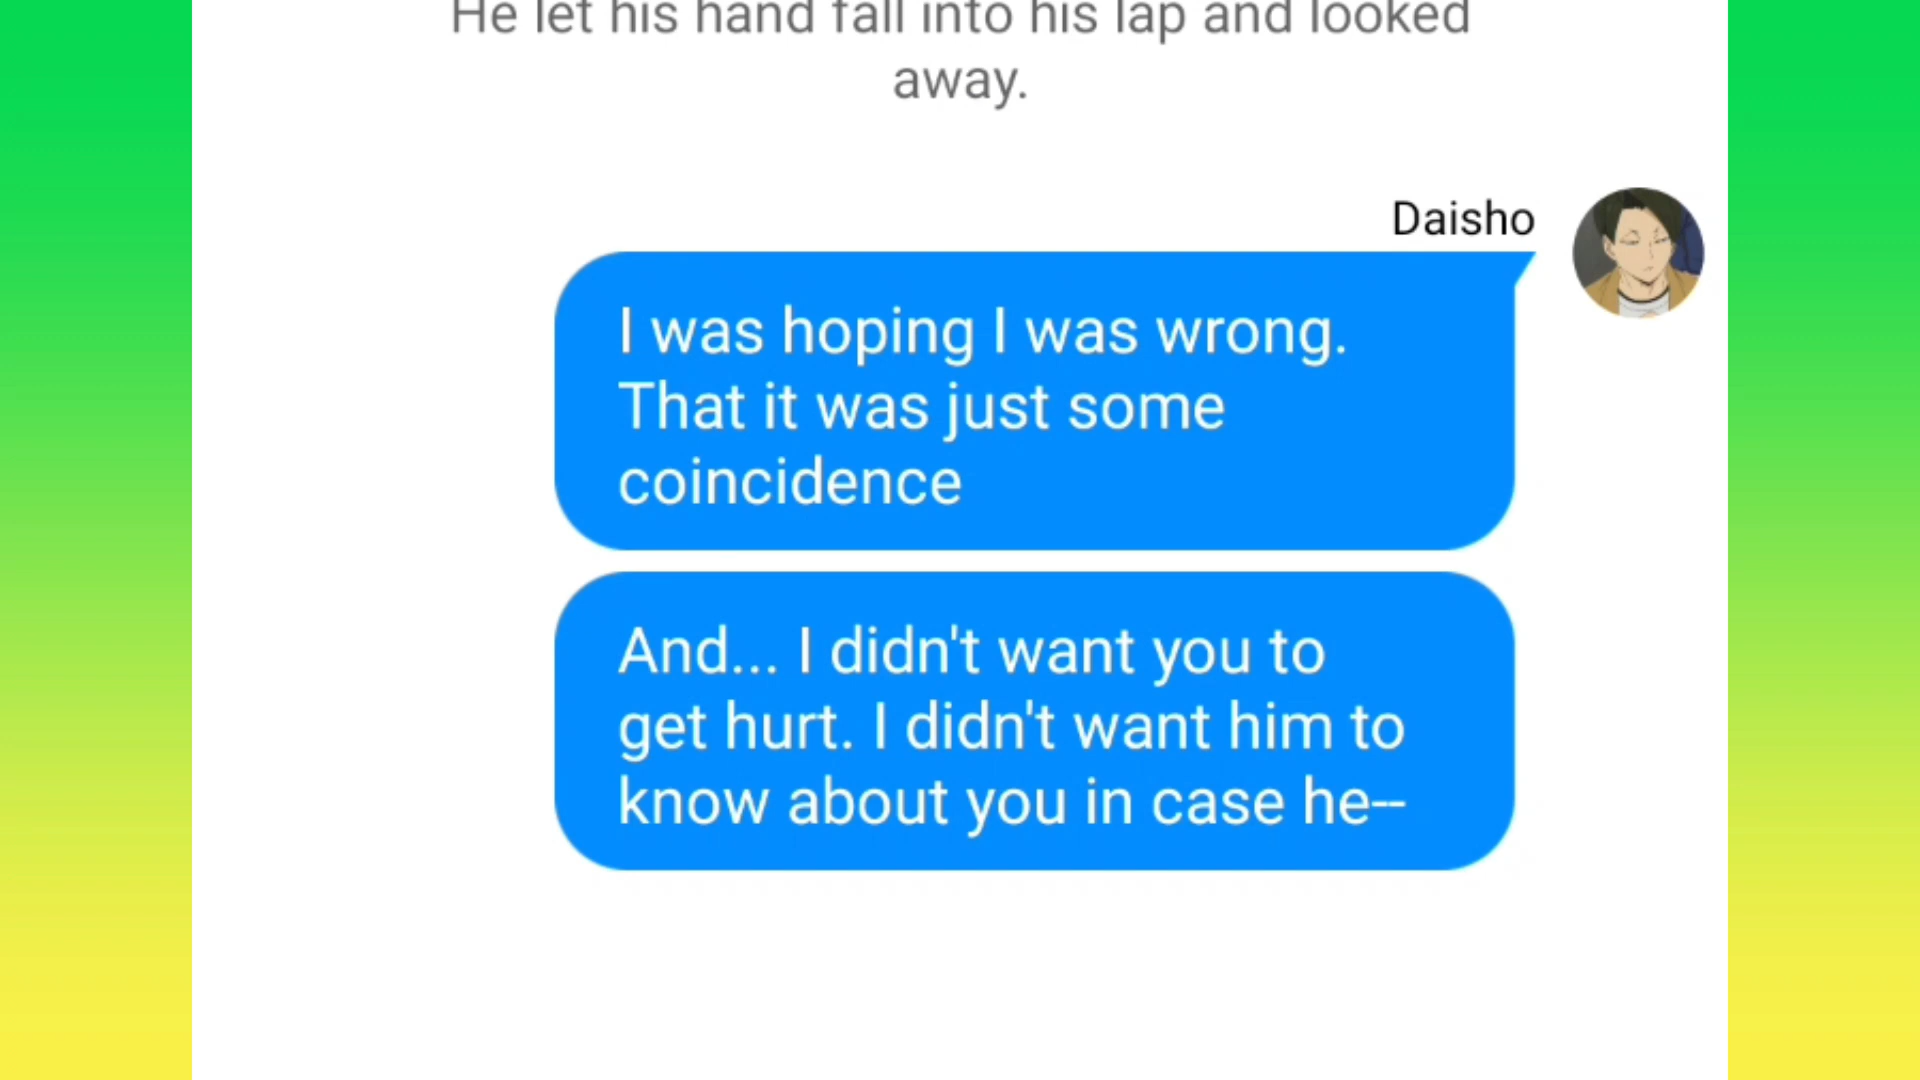 He let his hand fall into his lap and looked
away.
Daisho
I was hoping I was wrong.
That it was just some
coincidence
And... I didn't want you to
get hurt. I didn't want him to
know about you in case he--